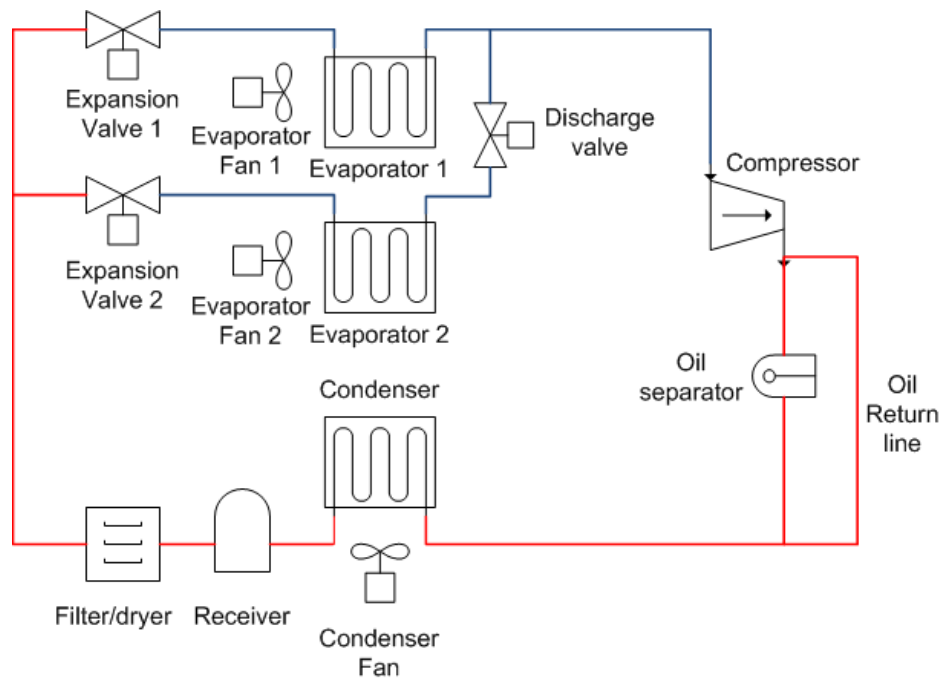 Expansion
Valve 1
Evaporator
Fan 1
Evaporator 1
Discharge
valve
Compressor
Expansion
Valve 2
Evaporator
Fan 2
Evaporator 2
Condenser
Oil
separator
Oil
Return
line
Filter/dryer
Receiver
Condenser
Fan